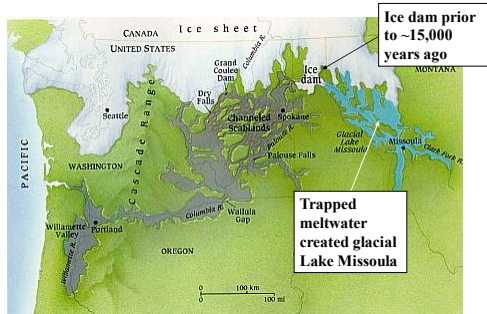 Ice dam prior
to ~15,000
years ago
CANADA
Ice sheet
UNITED STATES
Columbia R.
MONTANA
Grand
Coulee
Dam
Ice
dam
Dry
Falls
Seattle
Cascade Range
Channeled
Scablands
Spokane
Glacial
Lake
Missoula
Missoula
Clark Fork R.
Palouse R.
Palouse Falls
PACIFIC
WASHINGTON
Trapped
meltwater
created glacial
Lake Missoula
Columbia R.
Wallula
Gap
Willamette
Valley
Portland
Willamette R.
OREGON
0 100 km
0 100 mi